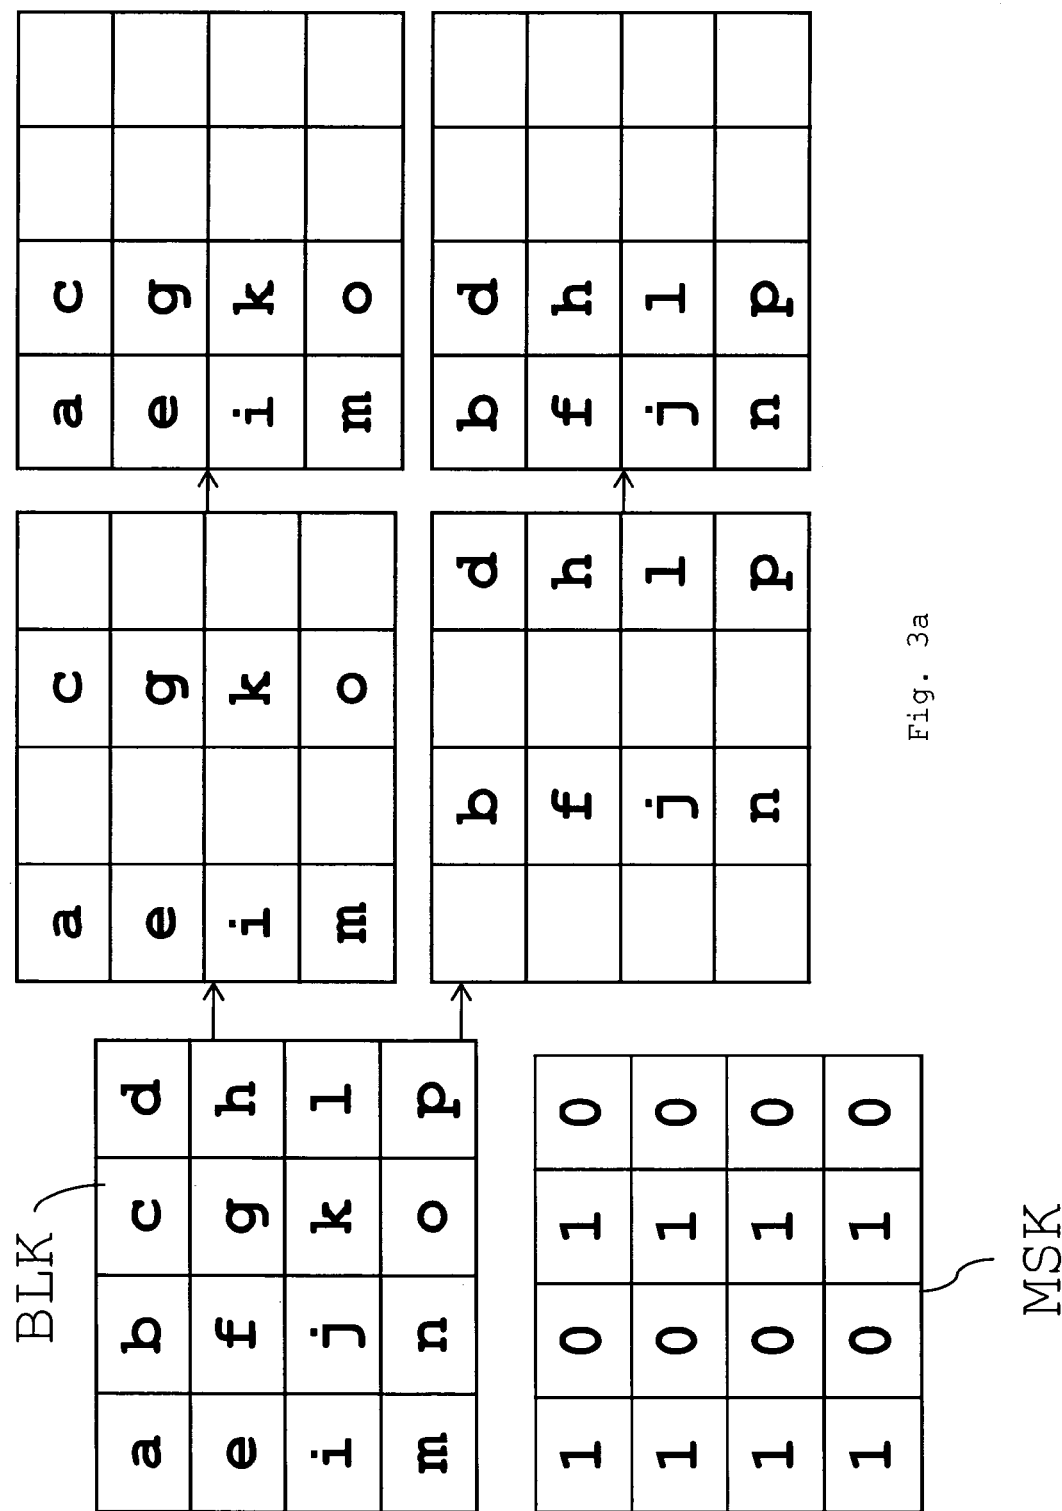 BLK
a b c d
e f g h
i j k l
m n o p
1 0 1 0
1 0 1 0
1 0 1 0
1 0 1 0
MSK
a c
e g
i k
m o
b d
f h
j l
n p
a c
e g
i k
m o
b d
f h
j l
n p
Fig. 3a